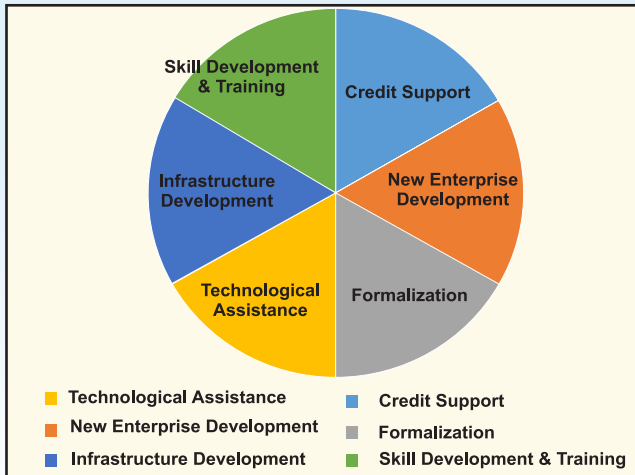 Skill Development
& Training
Credit Support
Infrastructure
Development
New Enterprise
Development
Technological
Assistance
Formalization
Technological Assistance
Credit Support
New Enterprise Development
Formalization
Infrastructure Development
Skill Development & Training